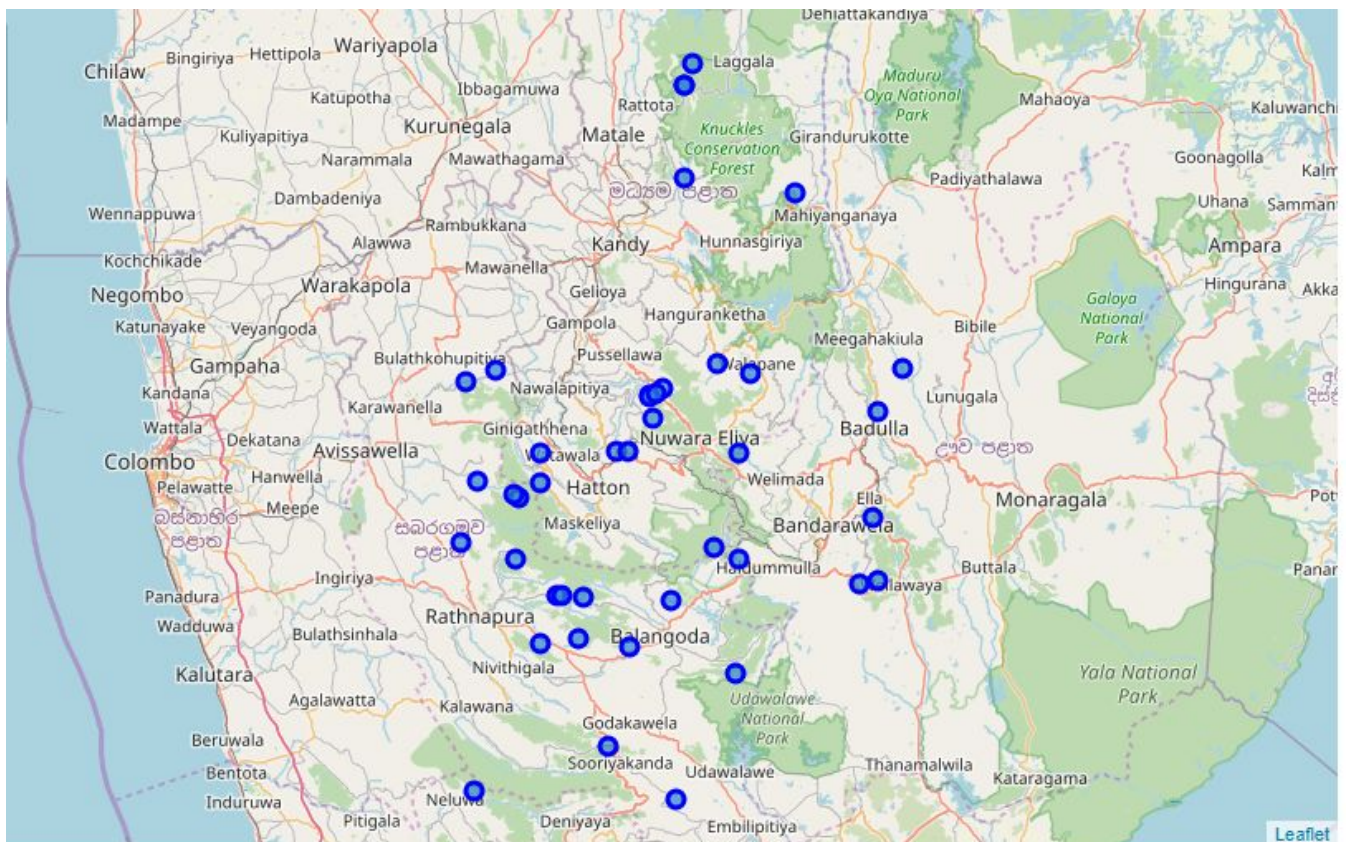 Dehiattakandiya
Wariyapola
Bingiriya
Hettipola
Laggala
Chilaw
Maduru
Oya National
Park
Katupotha
Ibbagamuwa
Rattota
Mahaoya
Kaluwanch
Madampe
Kuliyapitiya
Kurunegala
Matale
Knuckles
Conservation
Forest
Girandurukotte
Narammala
Mawathagama
Goonagolla
Kalm
Padiyathalawa
Dambadeniya
මධ්‍යම පළාත
Uhana
Sammant
Wennappuwa
Rambukkana
Mahiyanganaya
Alawwa
Kandy
Hunnasgiriya
Ampara
Kochchikade
Mawanella
Hingurana
Akka
Negombo
Warakapola
Gelioya
Galoya
National
Park
Katunayake
Veyangoda
Gampola
Hanguranketha
Bibile
Meegahakiula
Gampaha
Bulathkohupitiya
Pussellawa
Walapane
Kandana
Nawalapitiya
Lunugala
Karawanella
Wattala
Dekatana
Avissawella
Ginigathhena
Nuwara Eliya
Badulla
ඌව පළාත
Colombo
Hanwella
Watawala
Welimada
Pelawatte
Hatton
Ella
Monaragala
Pot
බස්නාහිර
පළාත
Meepe
සබරගමුව
පළාත
Maskeliya
Bandarawela
Ingiriya
Haldummulla
Buttala
Panan
Panadura
Wellawaya
Wadduwa
Rathnapura
Bulathsinhala
Balangoda
Kalutara
Nivithigala
Yala National
Park
Agalawatta
Kalawana
Udawalawe
National
Park
Godakawela
Beruwala
Sooriyakanda
Udawalawe
Thanamalwila
Bentota
Kataragama
Induruwa
Neluwa
Pitigala
Deniyaya
Embilipitiya
Leaflet